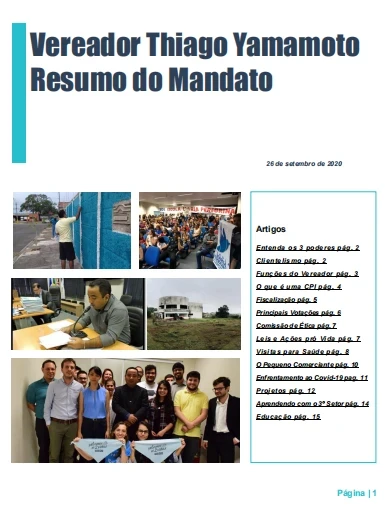 Vereador Thiago Yamamoto
Resumo do Mandato
26 de setembro de 2020
Artigos
Entenda os 3 poderes pág. 2
Clientelismo pág. 2
Funções do Vereador pág. 3
O que é uma CPI pág. 4
Fiscalização pág. 5
Principais Votações pág. 6
Comissão de Ética pág. 7
Leis e Ações pró Vida pág. 7
Visitas para Saúde pág. 8
O Pequeno Comerciante pág. 10
Enfrentamento ao Covid-19 pag. 11
Projetos pág. 12
Aprendendo com o 3º Setor pág. 14
Educação pág. 15
Página | 1